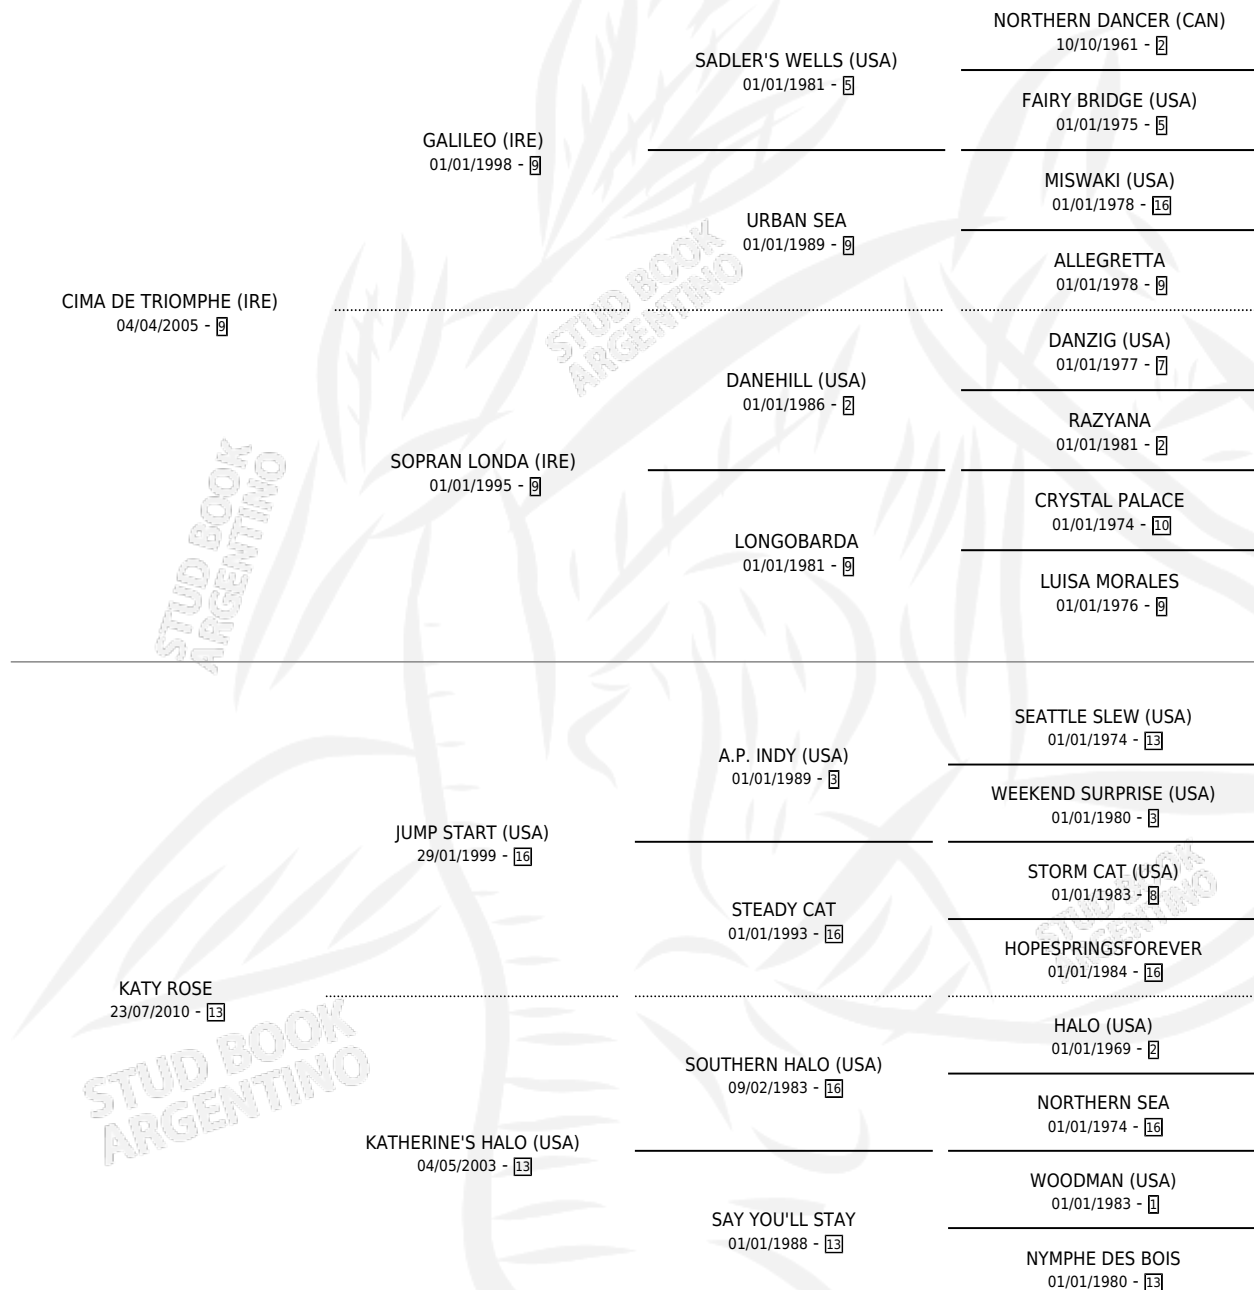 NORTHERN DANCER (CAN)
10/10/1961 - 2
SADLER'S WELLS (USA)
01/01/1981 - 5
FAIRY BRIDGE (USA)
01/01/1975 - 5
GALILEO (IRE)
01/01/1998 - 9
MISWAKI (USA)
01/01/1978 - 16
URBAN SEA
01/01/1989 - 9
ALLEGRETTA
01/01/1978 - 9
CIMA DE TRIOMPHE (IRE)
04/04/2005 - 9
DANZIG (USA)
01/01/1977 - 7
DANEHILL (USA)
01/01/1986 - 2
RAZYANA
01/01/1981 - 2
SOPRAN LONDA (IRE)
01/01/1995 - 9
CRYSTAL PALACE
01/01/1974 - 10
LONGOBARDA
01/01/1981 - 9
LUISA MORALES
01/01/1976 - 9
SEATTLE SLEW (USA)
01/01/1974 - 13
A.P. INDY (USA)
01/01/1989 - 3
WEEKEND SURPRISE (USA)
01/01/1980 - 3
JUMP START (USA)
29/01/1999 - 16
STORM CAT (USA)
01/01/1983 - 8
STEADY CAT
01/01/1993 - 16
HOPESPRINGSFOREVER
01/01/1984 - 16
KATY ROSE
23/07/2010 - 13
HALO (USA)
01/01/1969 - 2
SOUTHERN HALO (USA)
09/02/1983 - 16
NORTHERN SEA
01/01/1974 - 16
KATHERINE'S HALO (USA)
04/05/2003 - 13
WOODMAN (USA)
01/01/1983 - 1
SAY YOU'LL STAY
01/01/1988 - 13
NYMPHE DES BOIS
01/01/1980 - 13
STUD BOOK
ARGENTINO
STUD BOOK
ARGENTINO
STUD BOOK
ARGENTINO
STUD BOOK
ARGENTINO